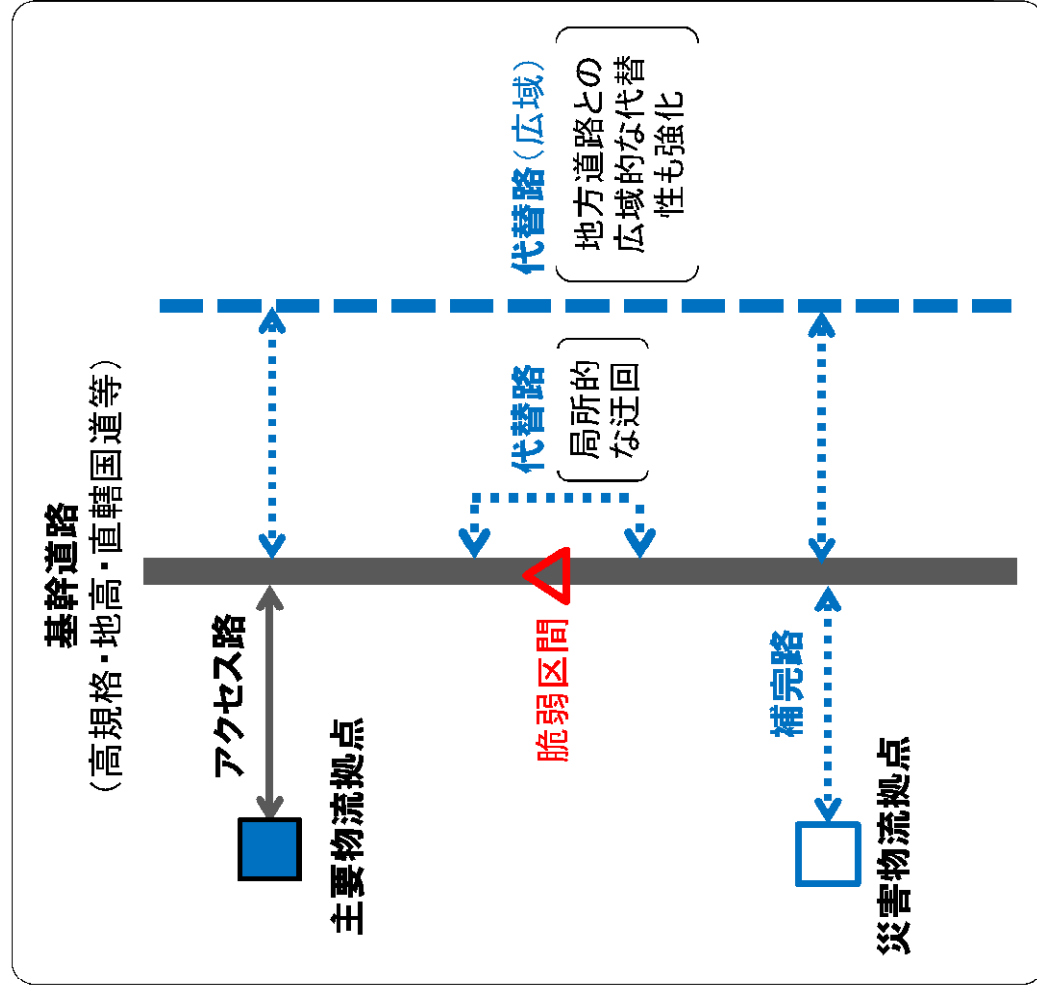 基幹道路
（高規格・地高・直轄国道等）
アクセス路
主要物流拠点
脆弱区間
代替路
局所的
な迂回
代替路（広域）
地方道路との
広域的な代替
性も強化
補完路
災害物流拠点